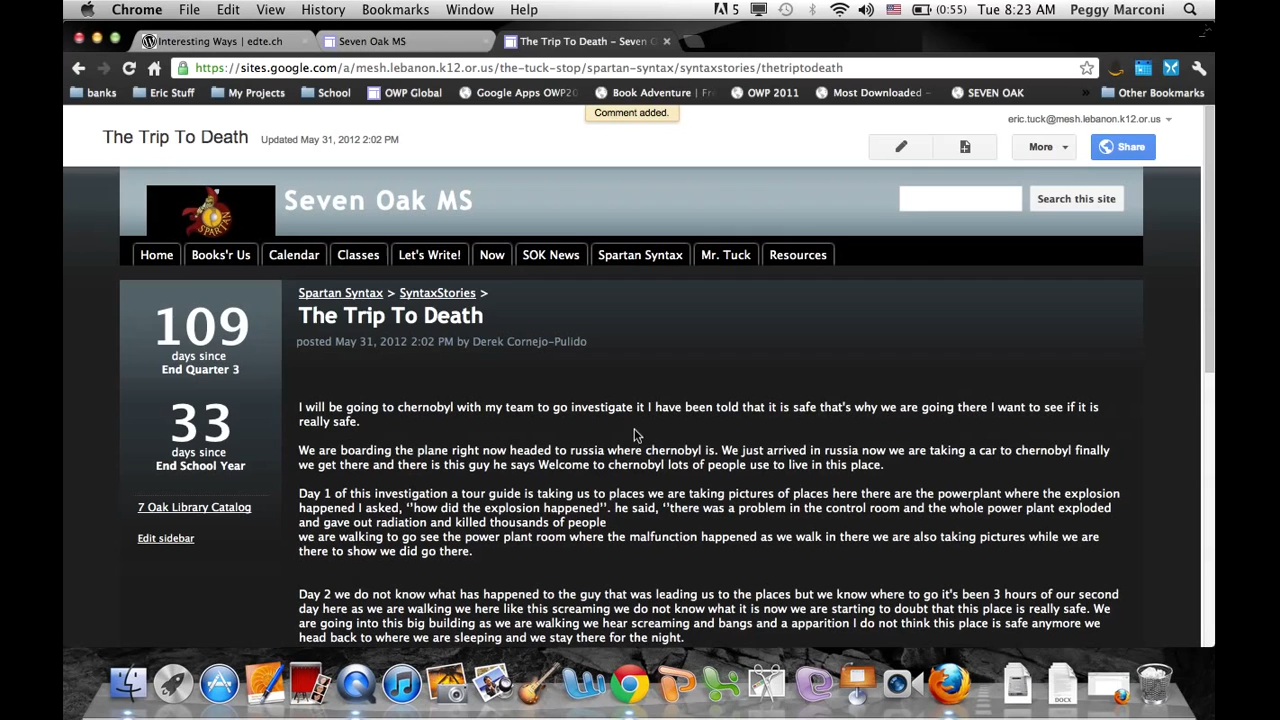 Chrome File Edit View History Bookmarks Window Help 5 (0:55) Tue 8:23 AM Peggy Marconi
Interesting Ways | edte.ch Seven Oak MS The Trip To Death – Seven O
https://sites.google.com/a/mesh.lebanon.k12.or.us/the-tuck-stop/spartan-syntax/syntaxstories/thetriptodeath
banks Eric Stuff My Projects School OWP Global Google Apps OWP20 Book Adventure | Fr OWP 2011 Most Downloaded – SEVEN OAK » Other Bookmarks
Comment added.
eric.tuck@mesh.lebanon.k12.or.us
The Trip To Death Updated May 31, 2012 2:02 PM
More Share
SPARTAN
Seven Oak MS
Search this site
Home Books'r Us Calendar Classes Let's Write! Now SOK News Spartan Syntax Mr. Tuck Resources
109
days since
End Quarter 3
33
days since
End School Year
7 Oak Library Catalog
Edit sidebar
Spartan Syntax > SyntaxStories >
The Trip To Death
posted May 31, 2012 2:02 PM by Derek Cornejo-Pulido
I will be going to chernobyl with my team to go investigate it I have been told that it is safe that's why we are going there I want to see if it is
really safe.
We are boarding the plane right now headed to russia where chernobyl is. We just arrived in russia now we are taking a car to chernobyl finally
we get there and there is this guy he says Welcome to chernobyl lots of people use to live in this place.
Day 1 of this investigation a tour guide is taking us to places we are taking pictures of places here there are the powerplant where the explosion
happened I asked, ''how did the explosion happened''. he said, ''there was a problem in the control room and the whole power plant exploded
and gave out radiation and killed thousands of people
we are walking to go see the power plant room where the malfunction happened as we walk in there we are also taking pictures while we are
there to show we did go there.
Day 2 we do not know what has happened to the guy that was leading us to the places but we know where to go it's been 3 hours of our second
day here as we are walking we here like this screaming we do not know what it is now we are starting to doubt that this place is really safe. We
are going into this big building as we are walking we hear screaming and bangs and a apparition I do not think this place is safe anymore we
head back to where we are sleeping and we stay there for the night.
DOCX